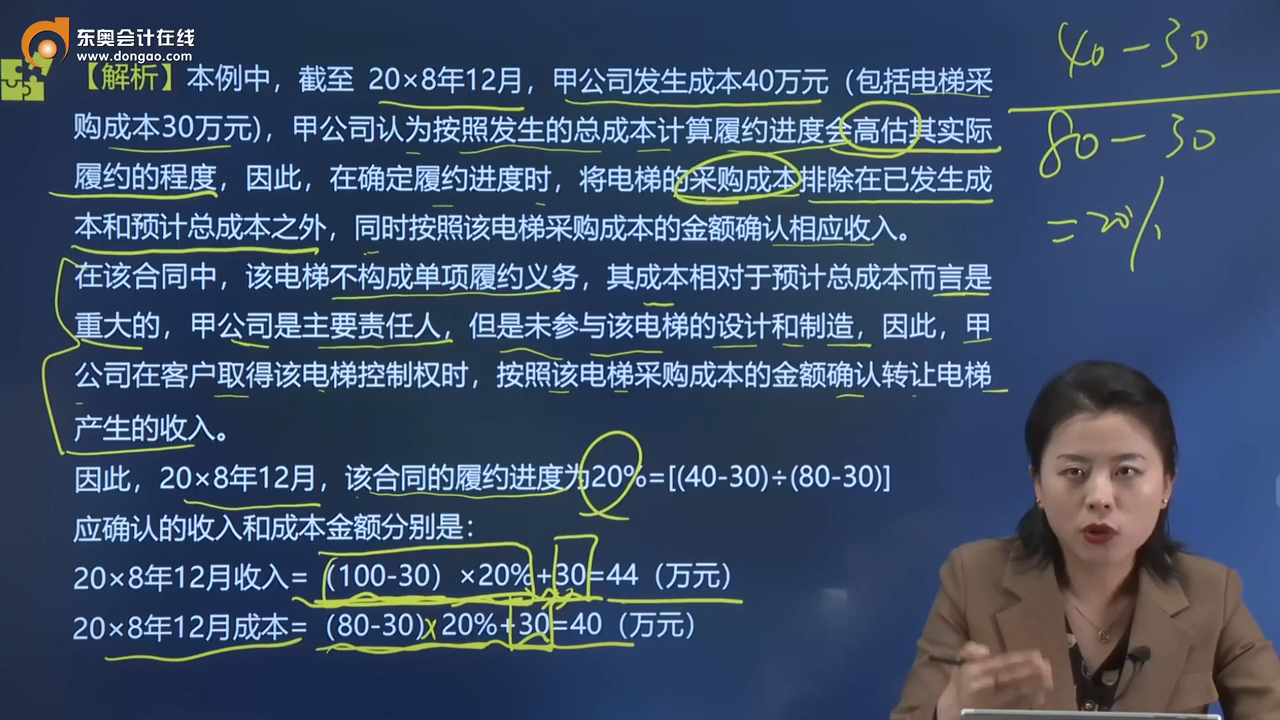 东奥会计在线
www.dongao.com
【解析】本例中，截至 20×8年12月，甲公司发生成本40万元（包括电梯采
购成本30万元)，甲公司认为按照发生的总成本计算履约进度会高估其实际
履约的程度，因此，在确定履约进度时，将电梯的采购成本排除在已发生成
本和预计总成本之外，同时按照该电梯采购成本的金额确认相应收入。
在该合同中，该电梯不构成单项履约义务，其成本相对于预计总成本而言是
重大的，甲公司是主要责任人，但是未参与该电梯的设计和制造，因此，甲
公司在客户取得该电梯控制权时，按照该电梯采购成本的金额确认转让电梯
产生的收入。
因此，20×8年12月，该合同的履约进度为20%=[(40-30)÷(80-30)]
应确认的收入和成本金额分别是：
20×8年12月收入=（100-30）×20%+30=44（万元）
20×8年12月成本=（80-30)×20%+30=40（万元）
40-30
80-30
=20%